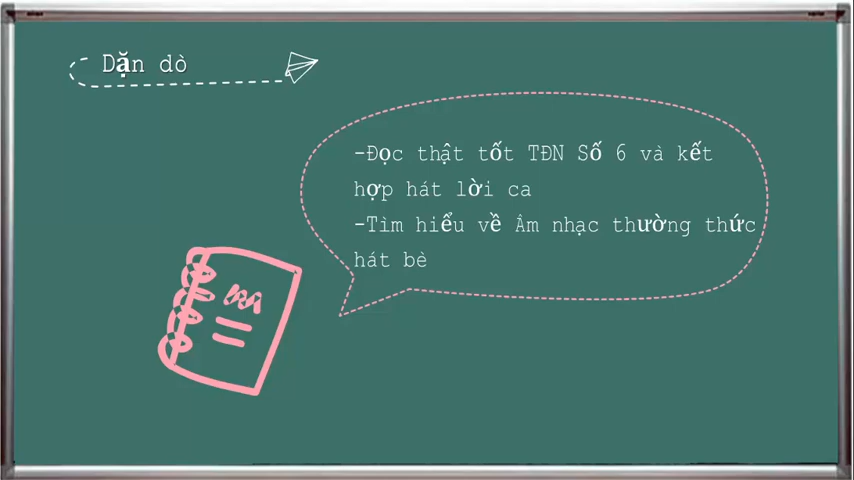 Dặn dò
-Đọc thật tốt TĐN Số 6 và kết
hợp hát lời ca
-Tìm hiểu về Âm nhạc thường thức
hát bè